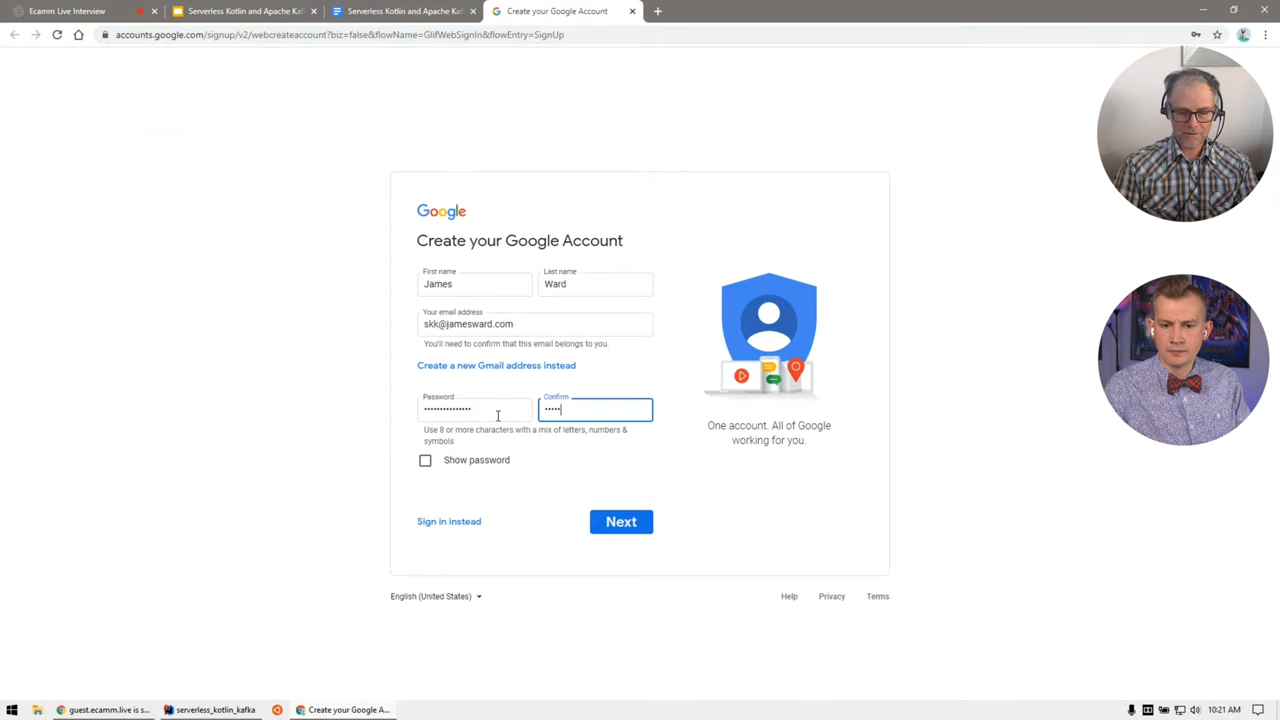 Ecamm Live Interview
Serverless Kotlin and Apache Kaf
Serverless Kotlin and Apache Kaf
Create your Google Account
accounts.google.com/signup/v2/webcreateaccount?biz=false&flowName=GlifWebSignIn&flowEntry=SignUp
Google
Create your Google Account
First name
Last name
James
Ward
Your email address
skk@jamesward.com
You'll need to confirm that this email belongs to you.
Create a new Gmail address instead
Password
Confirm
•••••••••••••••
•••••
Use 8 or more characters with a mix of letters, numbers &
symbols
Show password
Sign in instead
Next
One account. All of Google
working for you.
English (United States)
Help
Privacy
Terms
guest.ecamm.live is s...
serverless_kotlin_kafka
Create your Google A...
10:21 AM